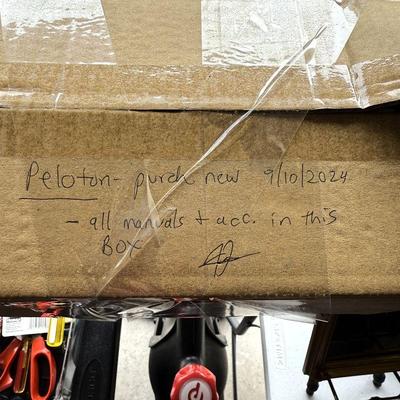 Peloton- purch new 9/10/2024
- all manuals + acc. in this
BOX